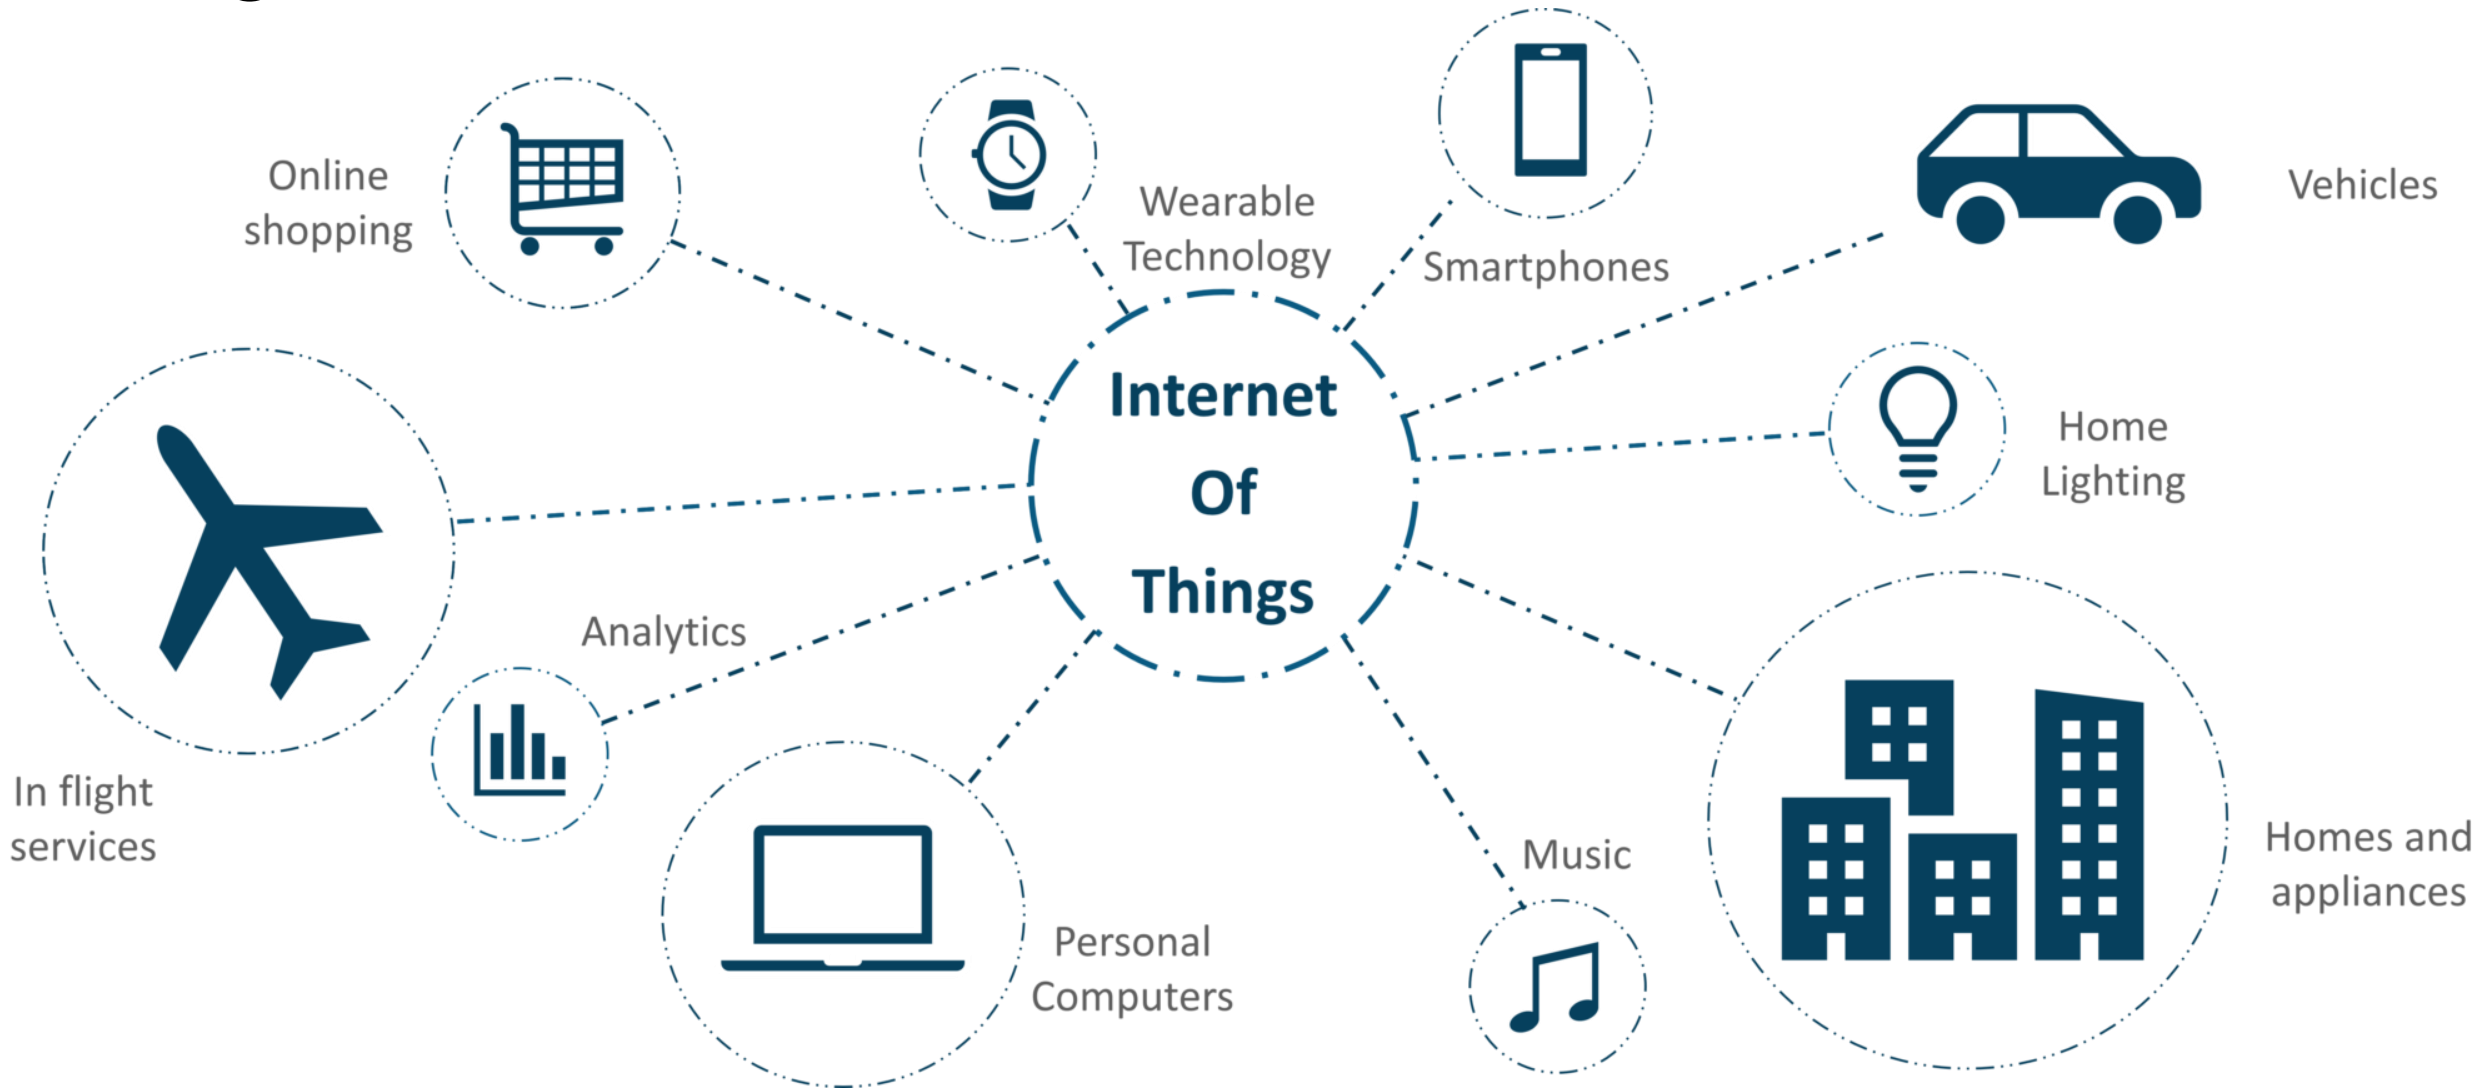 Online
shopping
Wearable
Technology
Smartphones
Vehicles
Internet
Of
Things
Home
Lighting
Analytics
In flight
services
Personal
Computers
Music
Homes and
appliances